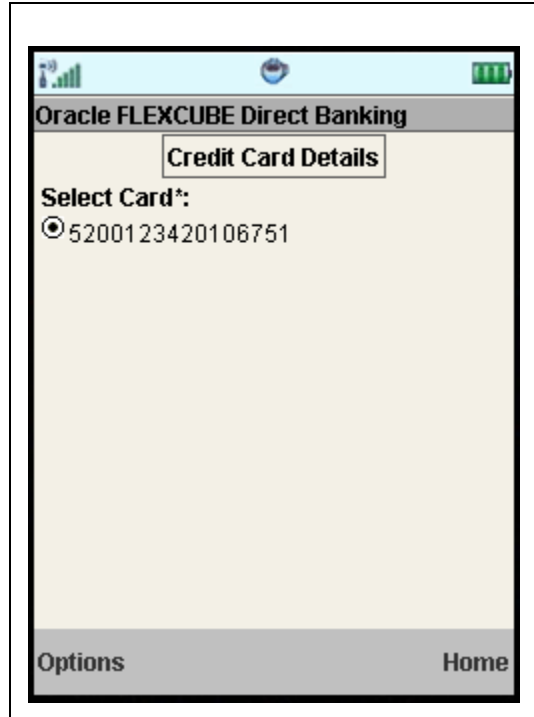 Oracle FLEXCUBE Direct Banking
Credit Card Details
Select Card*:
5200123420106751
Options Home